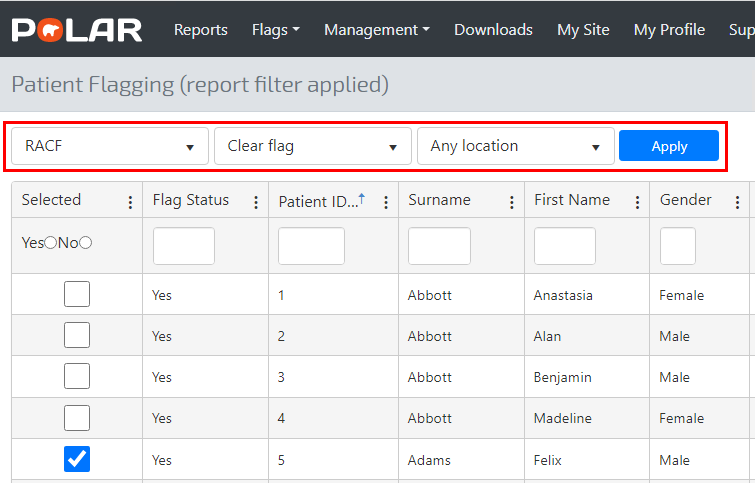 POLAR Reports Flags Management Downloads My Site My Profile Sup
Patient Flagging (report filter applied)
RACF Clear flag Any location Apply
Selected Flag Status Patient ID... Surname First Name Gender
Yes No
Yes 1 Abbott Anastasia Female
Yes 2 Abbott Alan Male
Yes 3 Abbott Benjamin Male
Yes 4 Abbott Madeline Female
Yes 5 Adams Felix Male